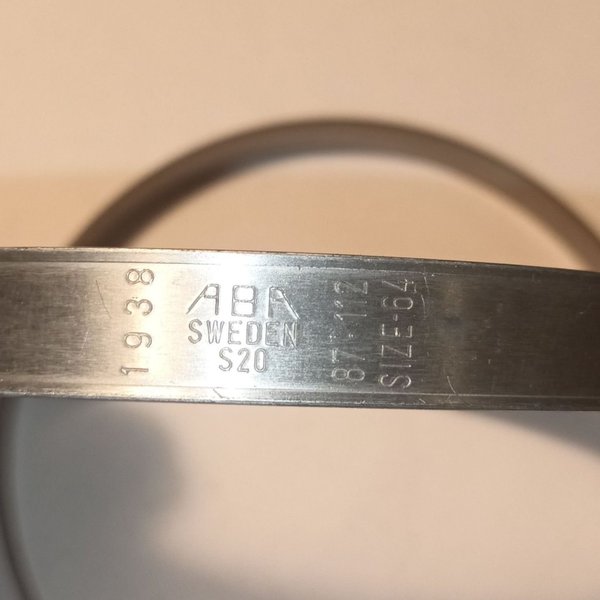 1938
ABA
SWEDEN
S20
87-112
SIZE-64